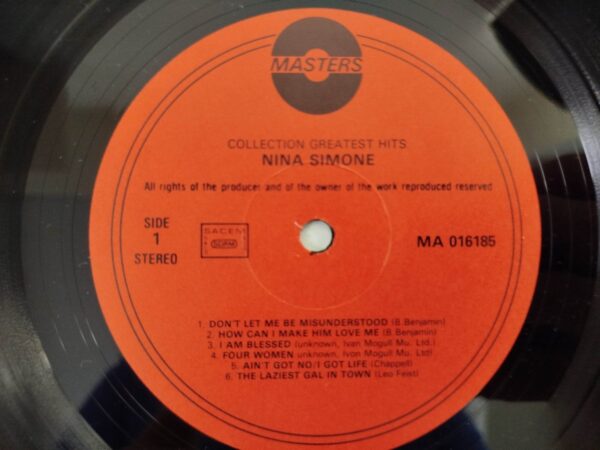 MASTERS
COLLECTION GREATEST HITS
NINA SIMONE
All rights of the producer and of the owner of the work reproduced reserved
SIDE
1
STEREO
SACEM
SDRM
MA 016185
1. DON'T LET ME BE MISUNDERSTOOD (B.Benjamin)
2. HOW CAN I MAKE HIM LOVE ME (B.Benjamin)
3. I AM BLESSED (unknown, Ivan Mogull Mu. Ltd.)
4. FOUR WOMEN unknown, Ivon Mogull Mu. Ltd)
5. AIN'T GOT NO/I GOT LIFE (Chappell)
6. THE LAZIEST GAL IN TOWN (Leo Feist)